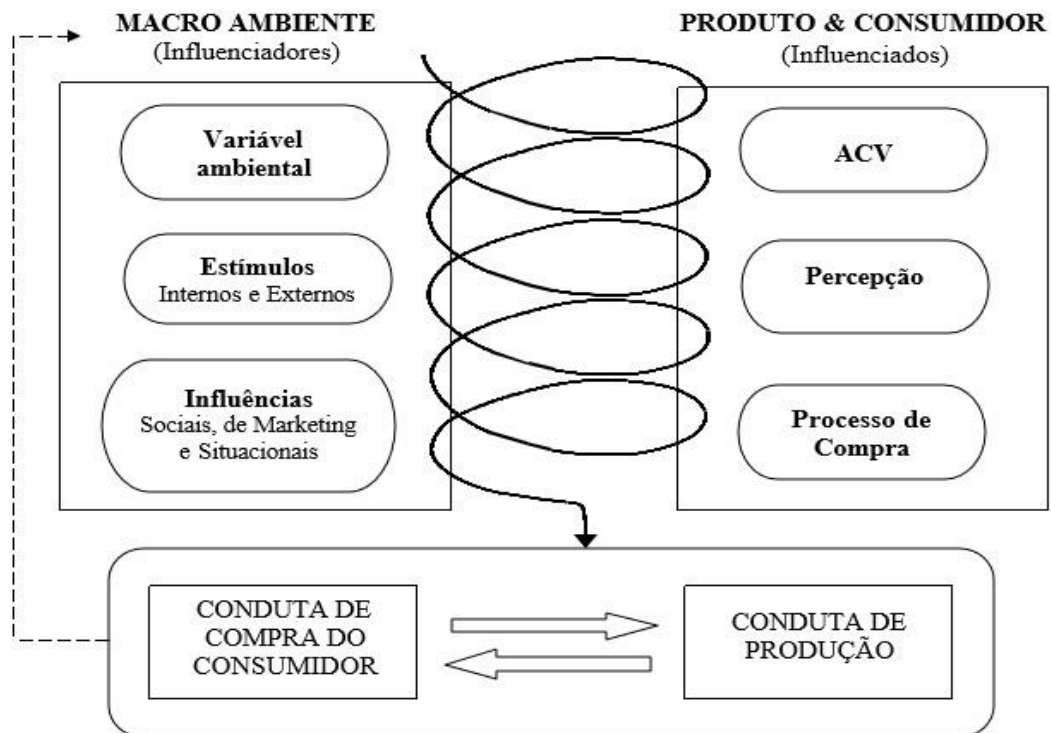 MACRO AMBIENTE
(Influenciadores)
Variável
ambiental
Estímulos
Internos e Externos
Influências
Sociais, de Marketing
e Situacionais
PRODUTO & CONSUMIDOR
(Influenciados)
ACV
Percepção
Processo de
Compra
CONDUTA DE
COMPRA DO
CONSUMIDOR
CONDUTA DE
PRODUÇÃO